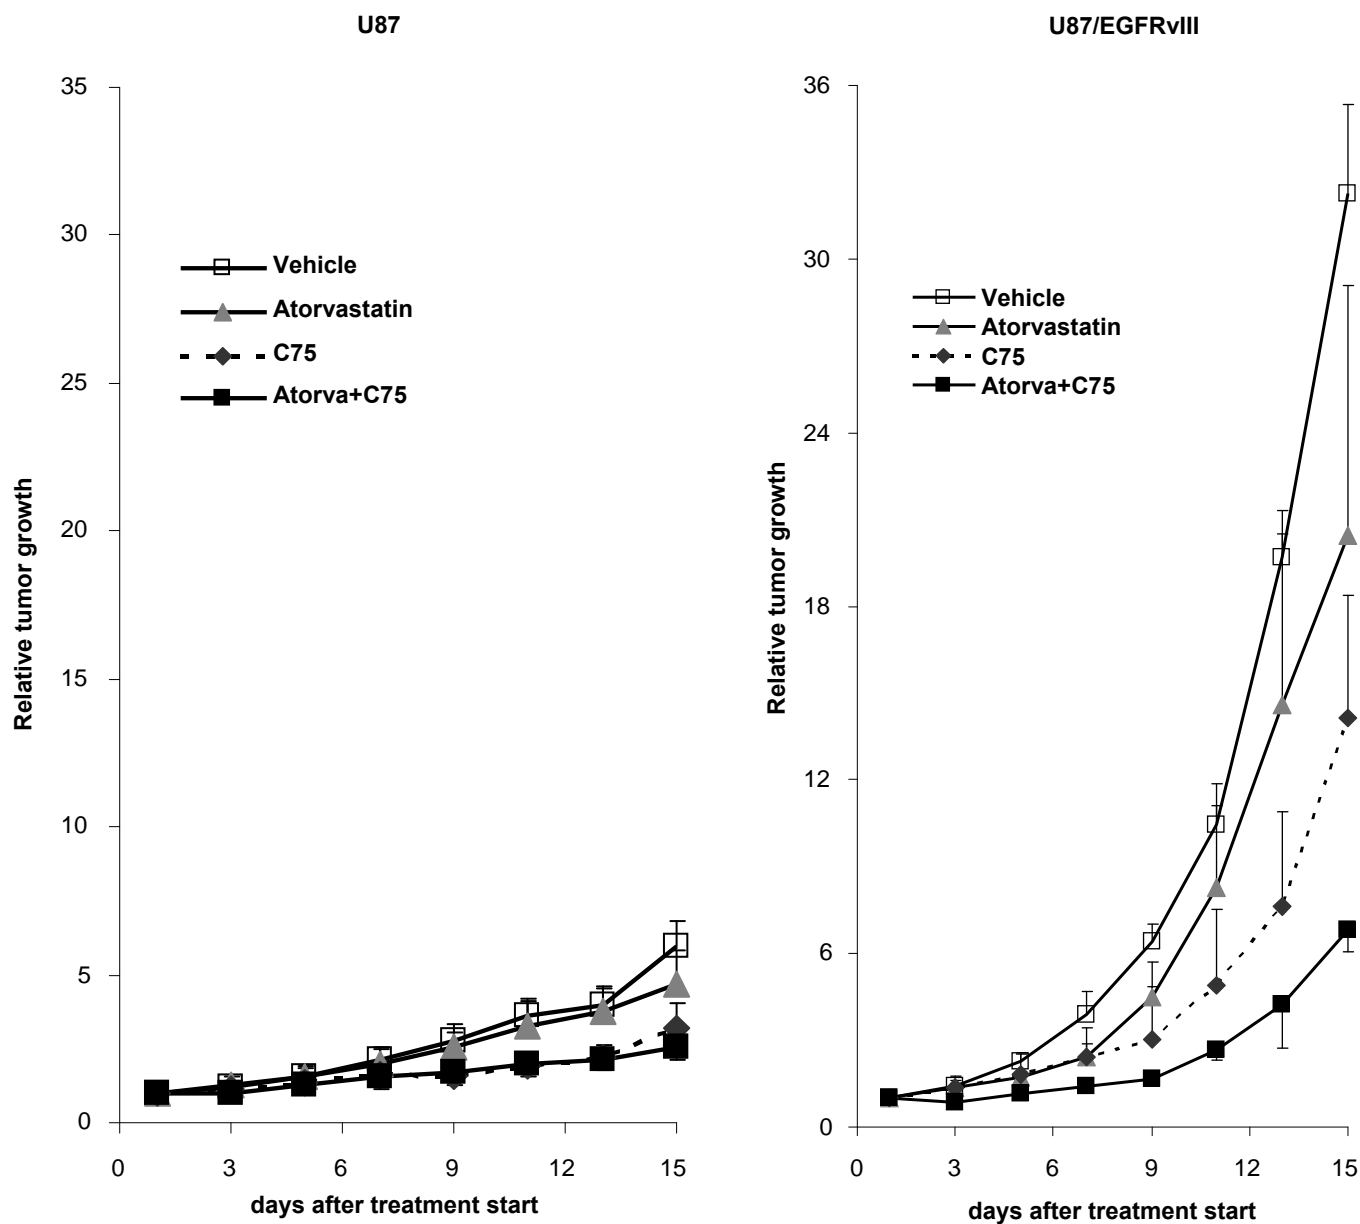 U87
35
30
25
20
15
10
5
0
0 3 6 9 12 15
Relative tumor growth
days after treatment start
Vehicle
Atorvastatin
C75
Atorva+C75
U87/EGFRvIII
36
30
24
18
12
6
0
0 3 6 9 12 15
Relative tumor growth
days after treatment start
Vehicle
Atorvastatin
C75
Atorva+C75